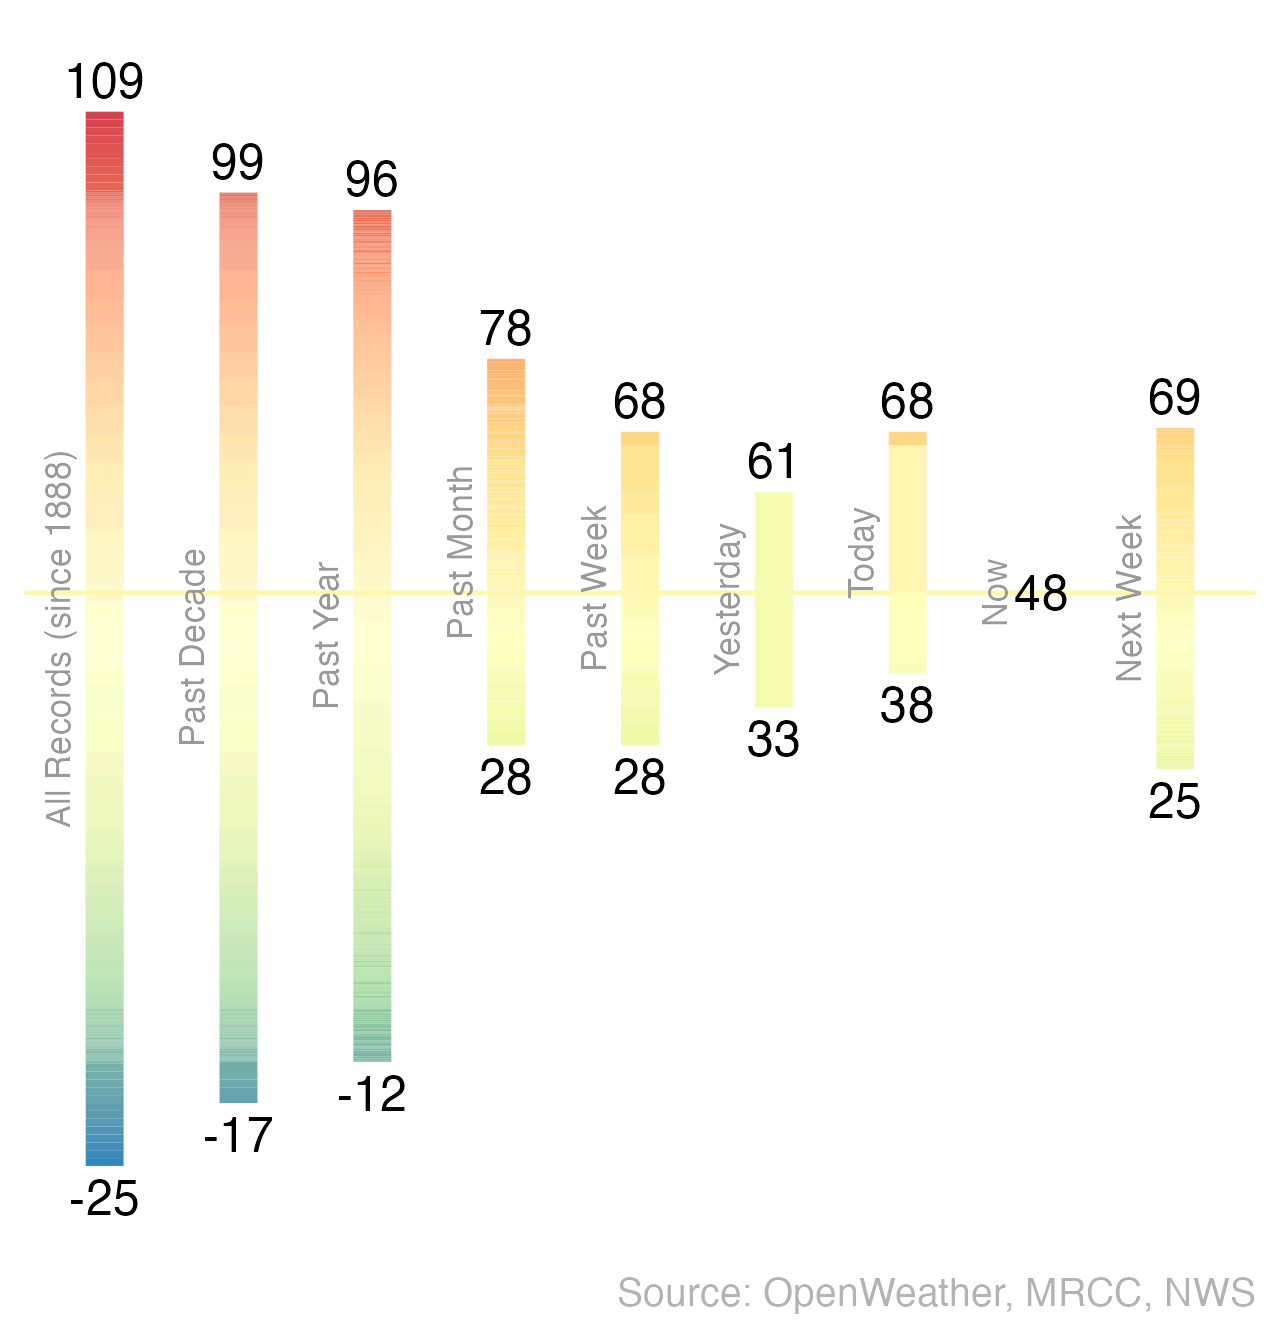 109
All Records (since 1888)
-25
99
Past Decade
-17
96
Past Year
-12
78
Past Month
28
68
Past Week
28
61
Yesterday
33
68
Today
38
Now
48
69
Next Week
25
Source: OpenWeather, MRCC, NWS